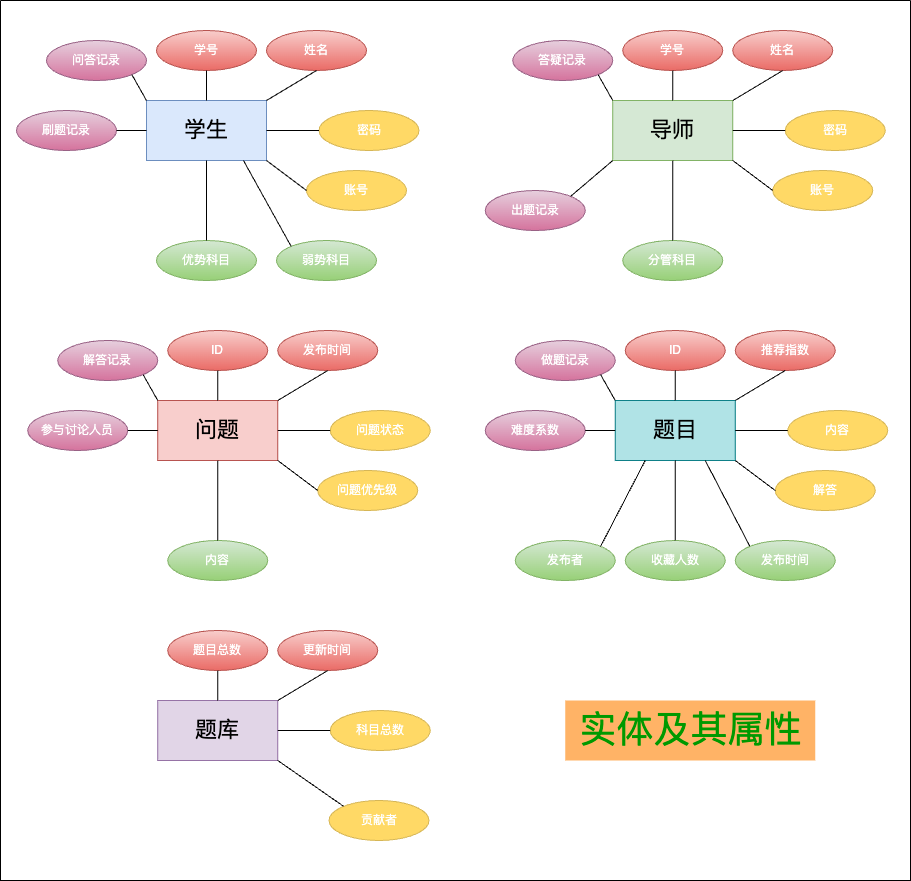 问答记录
学号
姓名
刷题记录
学生
密码
账号
优势科目
弱势科目
答疑记录
学号
姓名
导师
密码
账号
出题记录
分管科目
解答记录
ID
发布时间
参与讨论人员
问题
问题状态
问题优先级
内容
做题记录
ID
推荐指数
难度系数
题目
内容
解答
发布者
收藏人数
发布时间
题目总数
更新时间
题库
科目总数
贡献者
实体及其属性